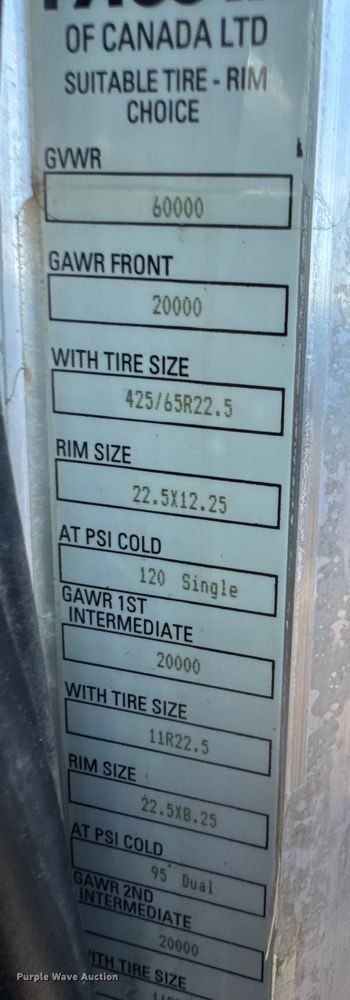 OF CANADA LTD
SUITABLE TIRE - RIM
CHOICE
GVWR
60000
GAWR FRONT
20000
WITH TIRE SIZE
425/65R22.5
RIM SIZE
22.5X12.25
AT PSI COLD
120 Single
GAWR 1ST
INTERMEDIATE
20000
WITH TIRE SIZE
11R22.5
RIM SIZE
22.5X8.25
AT PSI COLD
95 Dual
GAWR 2ND
INTERMEDIATE
20000
WITH TIRE SIZE
Purple Wave Auction